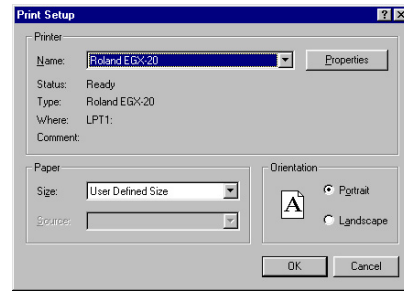 Print Setup
Printer
Name: Roland EGX-20 Properties
Status: Ready
Type: Roland EGX-20
Where: LPT1:
Comment:
Paper
Size: User Defined Size
Source:
Orientation
A
Portrait
Landscape
OK Cancel